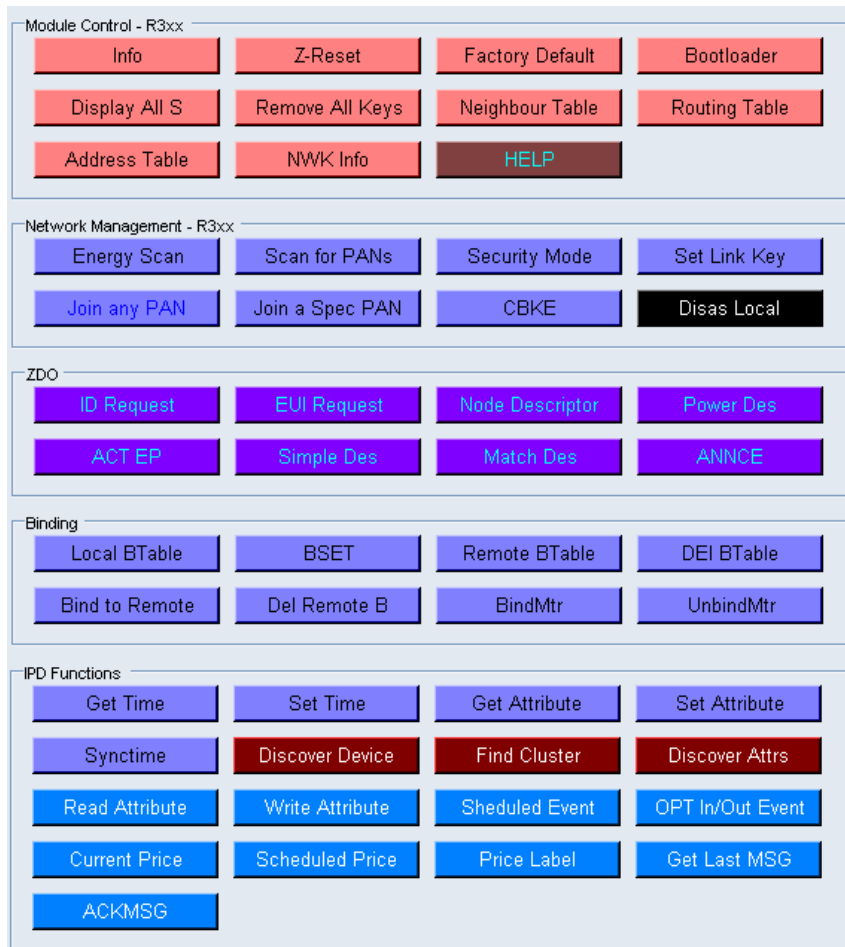 Module Control - R3xx
Info Z-Reset Factory Default Bootloader
Display All S Remove All Keys Neighbour Table Routing Table
Address Table NWK Info HELP
Network Management - R3xx
Energy Scan Scan for PANs Security Mode Set Link Key
Join any PAN Join a Spec PAN CBKE Disas Local
ZDO
ID Request EUI Request Node Descriptor Power Des
ACT EP Simple Des Match Des ANNCE
Binding
Local BTable BSET Remote BTable DEl BTable
Bind to Remote Del Remote B BindMtr UnbindMtr
IPD Functions
Get Time Set Time Get Attribute Set Attribute
Synctime Discover Device Find Cluster Discover Attrs
Read Attribute Write Attribute Sheduled Event OPT In/Out Event
Current Price Scheduled Price Price Label Get Last MSG
ACKMSG